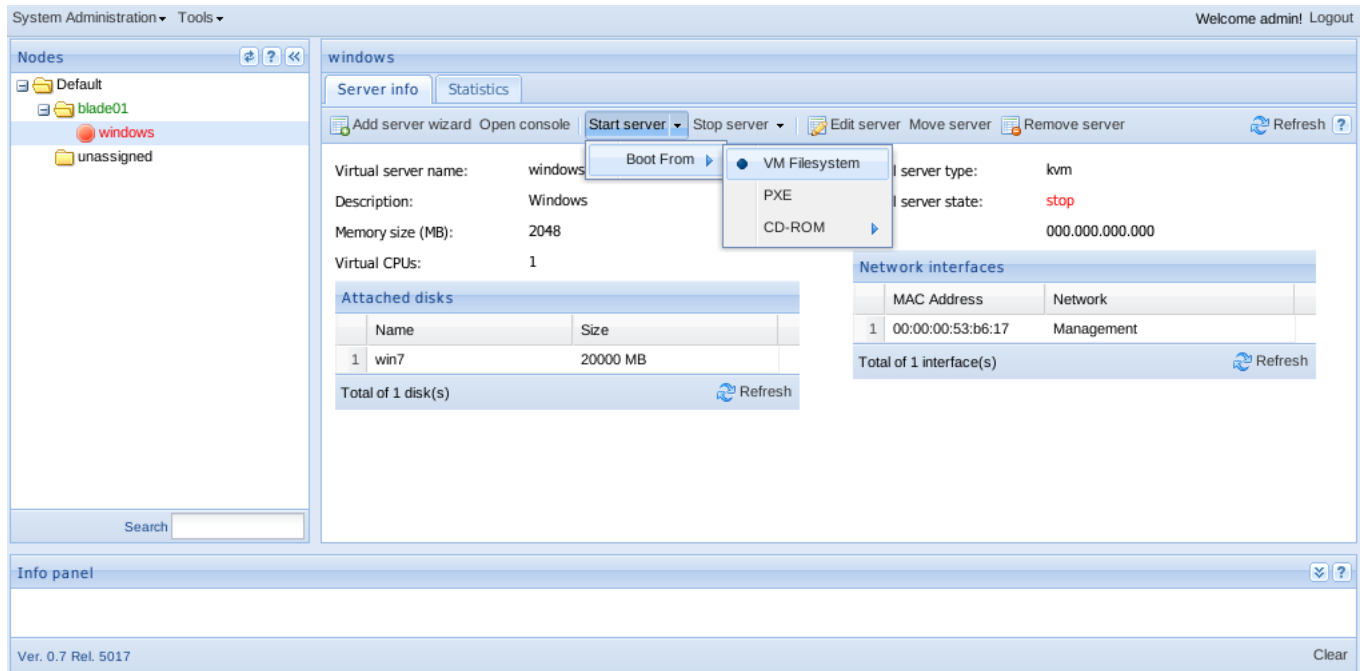 System Administration Tools Welcome admin! Logout
Nodes ? windows
Default Server info Statistics
blade01
windows Add server wizard Open console Start server Stop server Edit server Move server Remove server Refresh ?
unassigned
Boot From VM Filesystem
PXE
CD-ROM
Virtual server name: windows l server type: kvm
Description: Windows l server state: stop
Memory size (MB): 2048 000.000.000.000
Virtual CPUs: 1
Attached disks
Name Size
1 win7 20000 MB
Total of 1 disk(s) Refresh
Network interfaces
MAC Address Network
1 00:00:00:53:b6:17 Management
Total of 1 interface(s) Refresh
Search
Info panel ?
Ver. 0.7 Rel. 5017 Clear